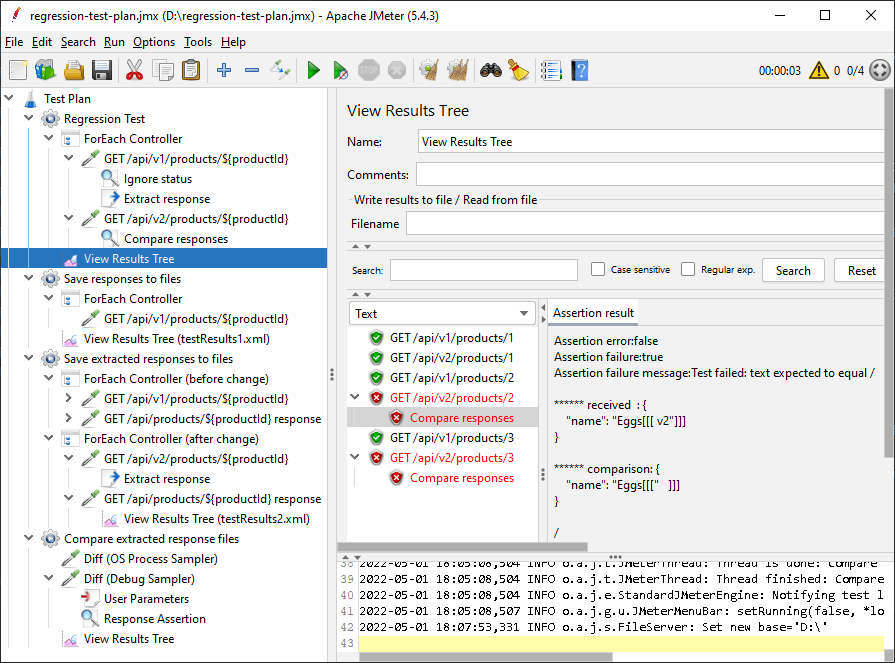 regression-test-plan.jmx (D:\regression-test-plan.jmx) - Apache JMeter (5.4.3)
File Edit Search Run Options Tools Help
STOP
00:00:03 0 0/4
Test Plan
Regression Test
ForEach Controller
GET /api/v1/products/${productId}
Ignore status
Extract response
GET /api/v2/products/${productId}
Compare responses
View Results Tree
Save responses to files
ForEach Controller
GET /api/v1/products/${productId}
View Results Tree (testResults1.xml)
Save extracted responses to files
ForEach Controller (before change)
GET /api/v1/products/${productId}
GET api/products/${productId} response
ForEach Controller (after change)
GET /api/v2/products/${productId}
Extract response
GET api/products/${productId} response
View Results Tree (testResults2.xml)
Compare extracted response files
Diff (OS Process Sampler)
Diff (Debug Sampler)
User Parameters
Response Assertion
View Results Tree
View Results Tree
Name: View Results Tree
Comments:
Write results to file / Read from file
Filename
Search: Case sensitive Regular exp. Search Reset
Text
GET /api/v1/products/1
GET /api/v2/products/1
GET /api/v1/products/2
GET /api/v2/products/2
Compare responses
GET /api/v1/products/3
GET /api/v2/products/3
Compare responses
Assertion result
Assertion error:false
Assertion failure:true
Assertion failure message:Test failed: text expected to equal /
****** received : {
"name": "Eggs[[[ v2"]]]
}
****** comparison: {
"name": "Eggs[[[" ]]]
}
/
38 2022-05-01 18:05:08,504 INFO o.a.j.t.JMeterThread: Thread is done: Compare
39 2022-05-01 18:05:08,504 INFO o.a.j.t.JMeterThread: Thread finished: Compare
40 2022-05-01 18:05:08,504 INFO o.a.j.e.StandardJMeterEngine: Notifying test l
41 2022-05-01 18:05:08,507 INFO o.a.j.g.u.JMeterMenuBar: setRunning(false, *lo
42 2022-05-01 18:07:53,331 INFO o.a.j.s.FileServer: Set new base='D:\'
43